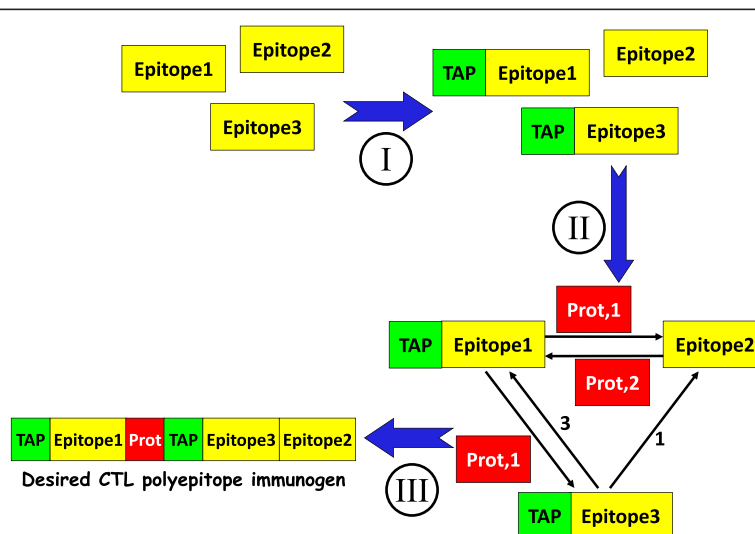 Epitope1
Epitope2
Epitope3
I
TAP Epitope1
Epitope2
TAP Epitope3
II
Prot,1
TAP Epitope1
Epitope2
Prot,2
3
1
Prot,1
TAP Epitope3
III
TAP Epitope1 Prot TAP Epitope3 Epitope2
Desired CTL polyepitope immunogen